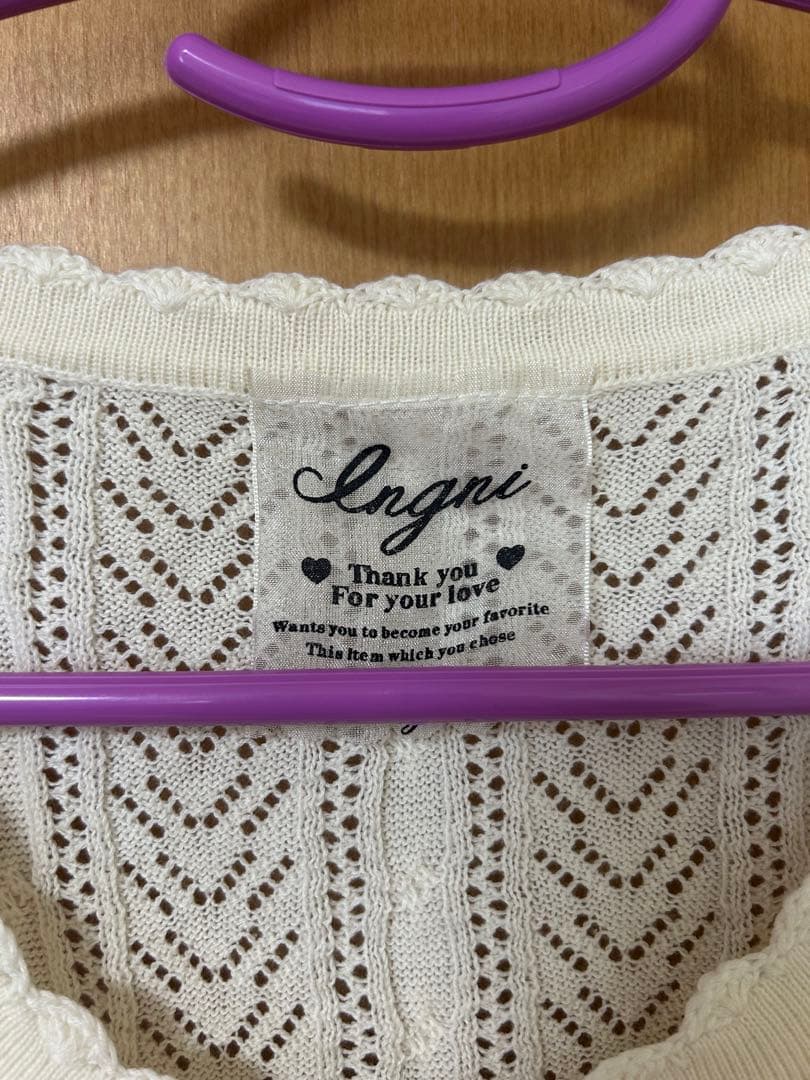 Ingni
Thank you
For your love
Wants you to become your favorite
This Item which you chose